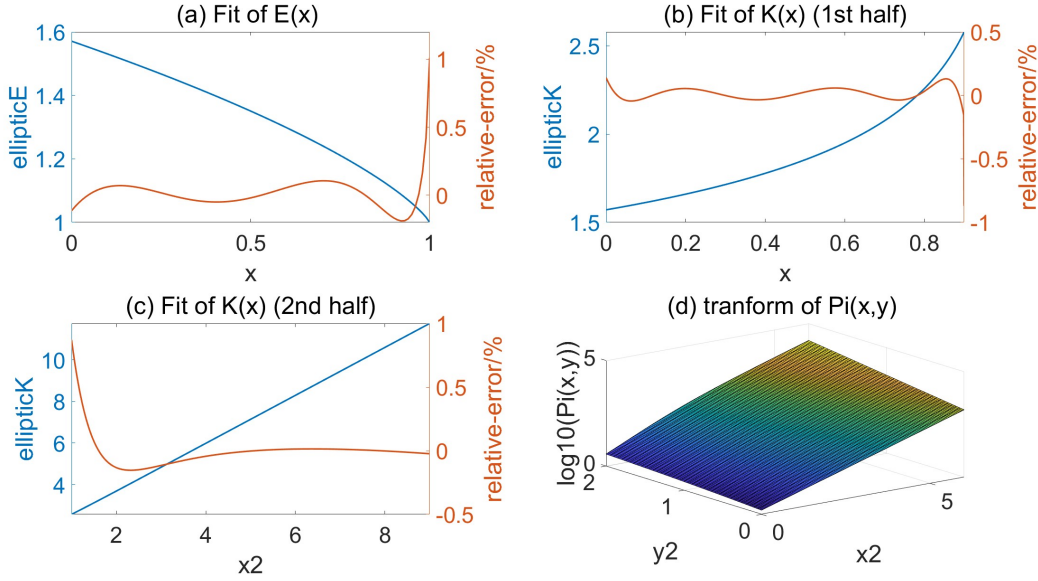 (a) Fit of E(x)
1.6
1.4
1.2
1
ellipticE
1
0.5
0
relative-error/%
0
0.5
1
x
(b) Fit of K(x) (1st half)
2.5
2
1.5
ellipticK
0.5
0
-0.5
-1
relative-error/%
0
0.2
0.4
0.6
0.8
x
(c) Fit of K(x) (2nd half)
10
8
6
4
ellipticK
1
0.5
0
-0.5
relative-error/%
2
4
6
8
x2
(d) tranform of Pi(x,y)
5
0
log10(Pi(x,y))
2
1
0
y2
0
5
x2